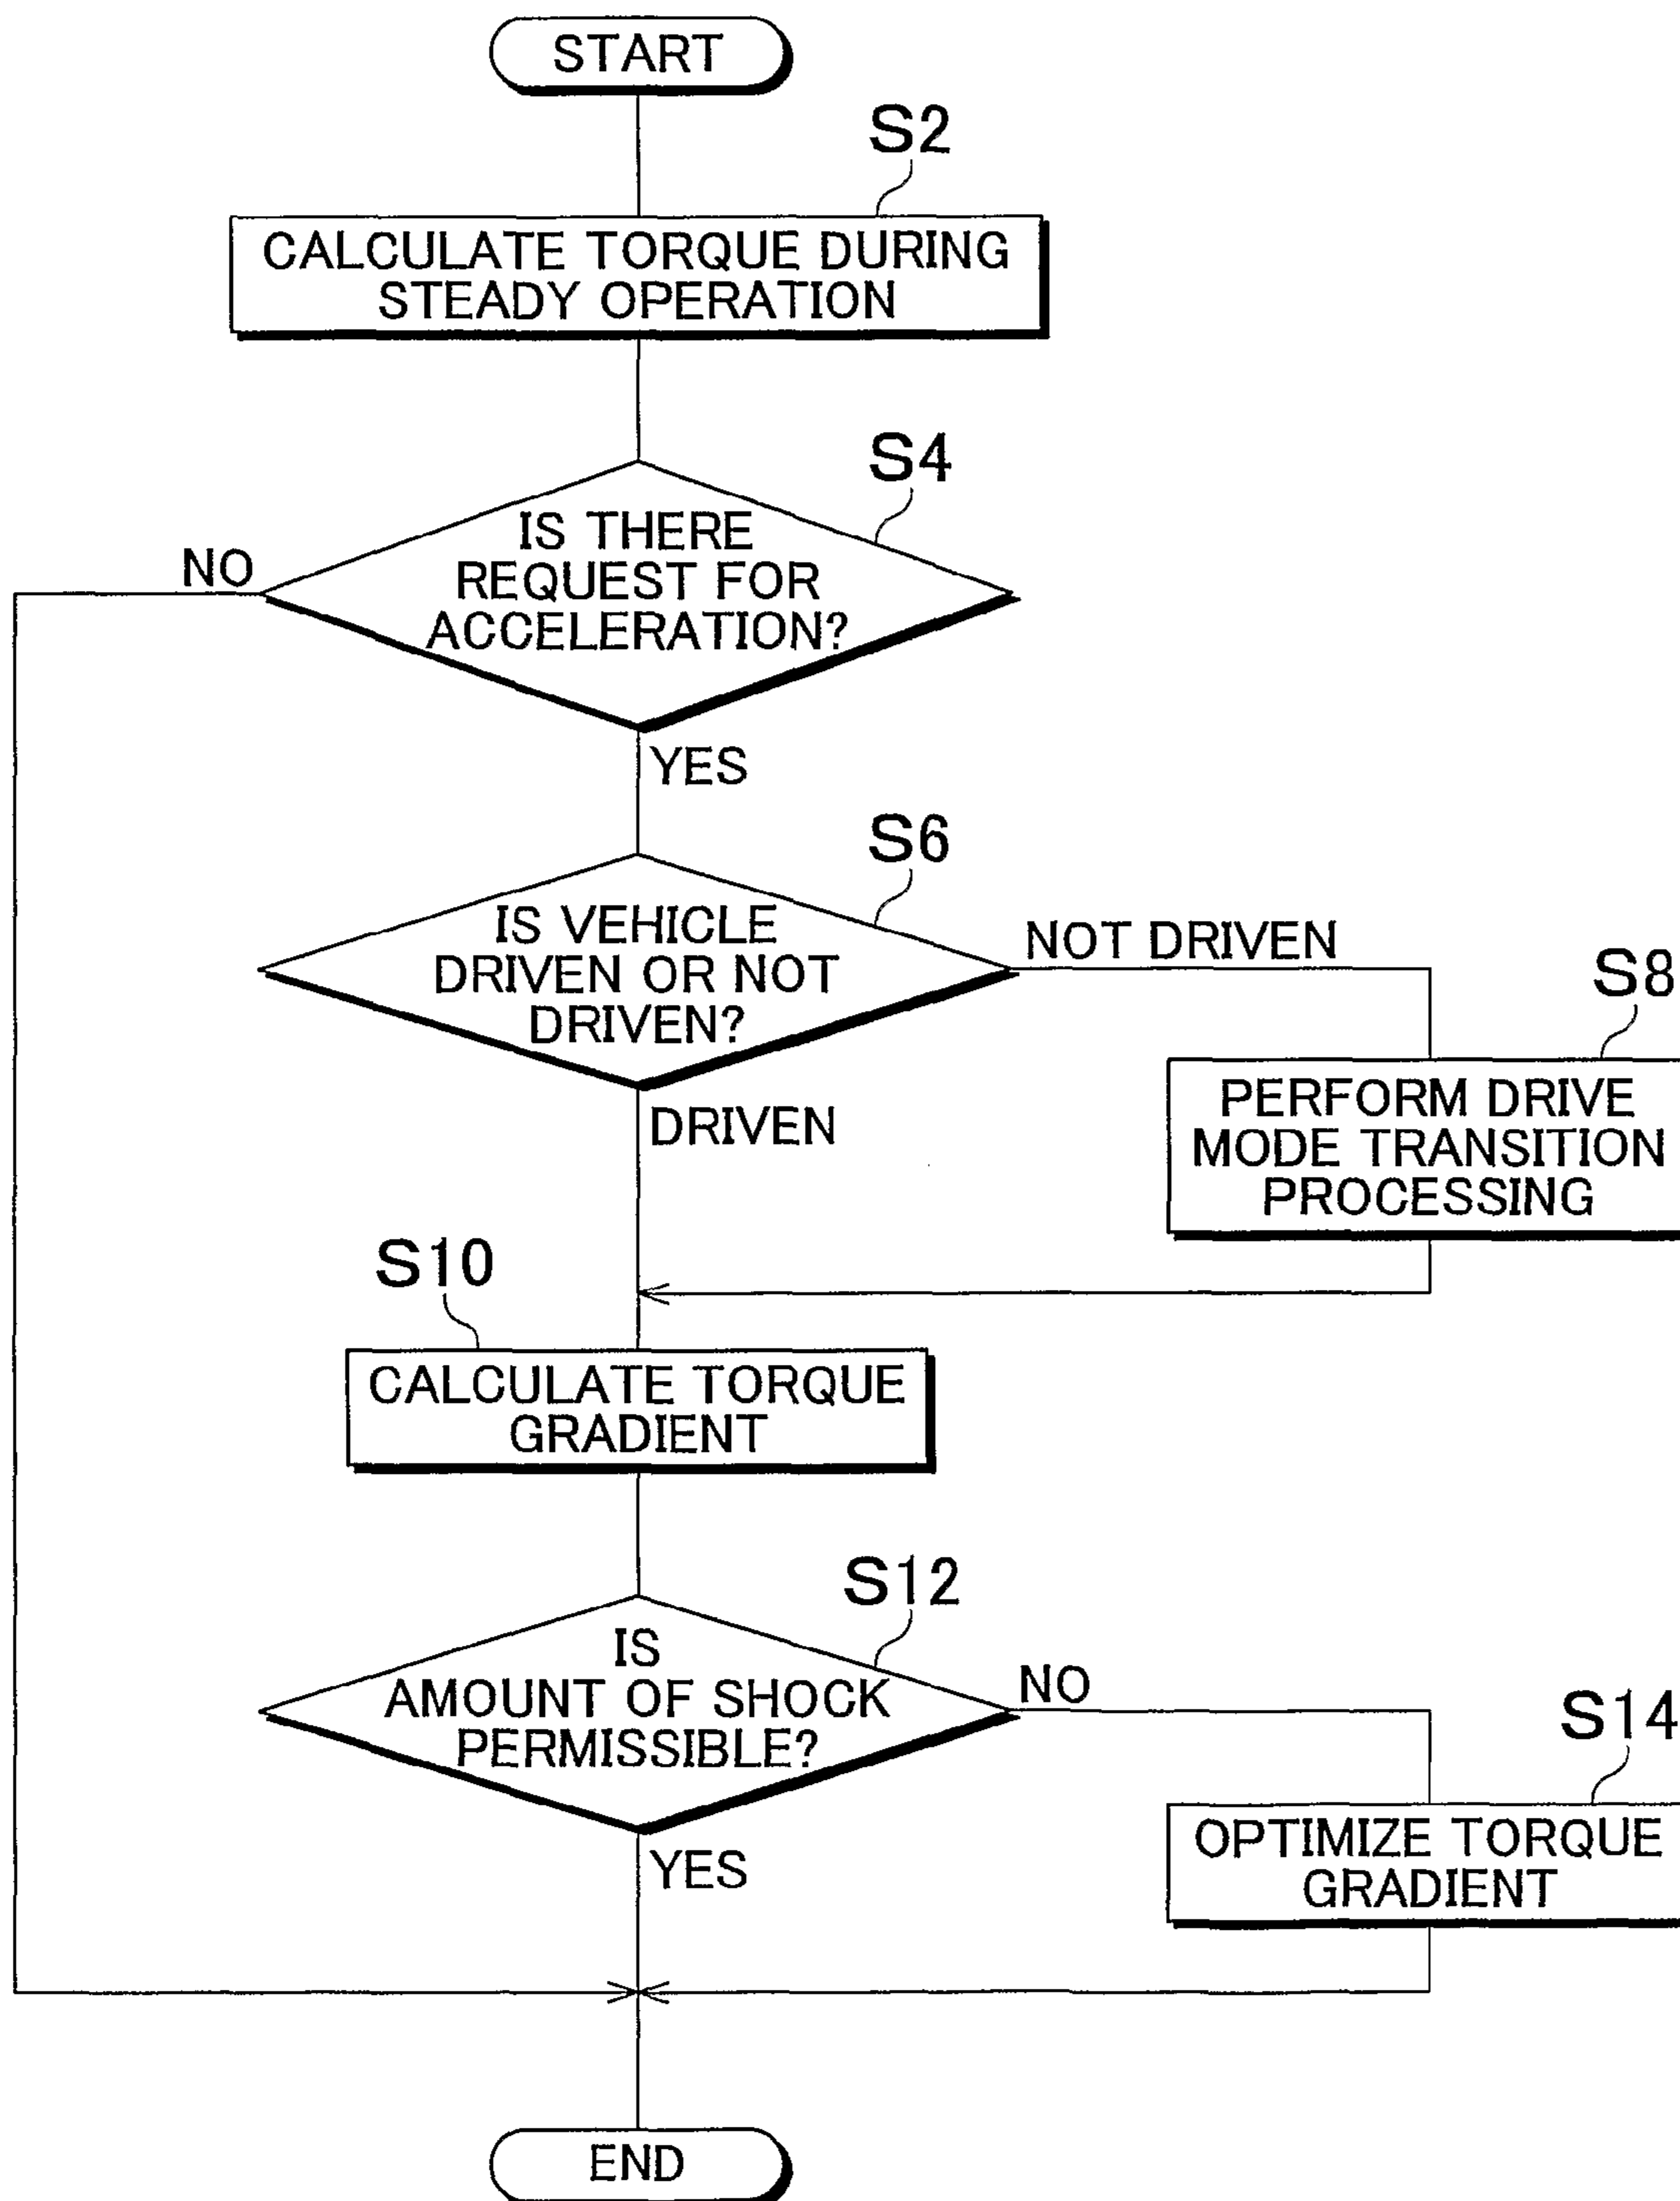 START
S2
CALCULATE TORQUE DURING
STEADY OPERATION
S4
IS THERE
REQUEST FOR
ACCELERATION?
NO
YES
S6
IS VEHICLE
DRIVEN OR NOT
DRIVEN?
NOT DRIVEN
S8
PERFORM DRIVE
MODE TRANSITION
PROCESSING
DRIVEN
S10
CALCULATE TORQUE
GRADIENT
S12
IS
AMOUNT OF SHOCK
PERMISSIBLE?
NO
S14
OPTIMIZE TORQUE
GRADIENT
YES
END